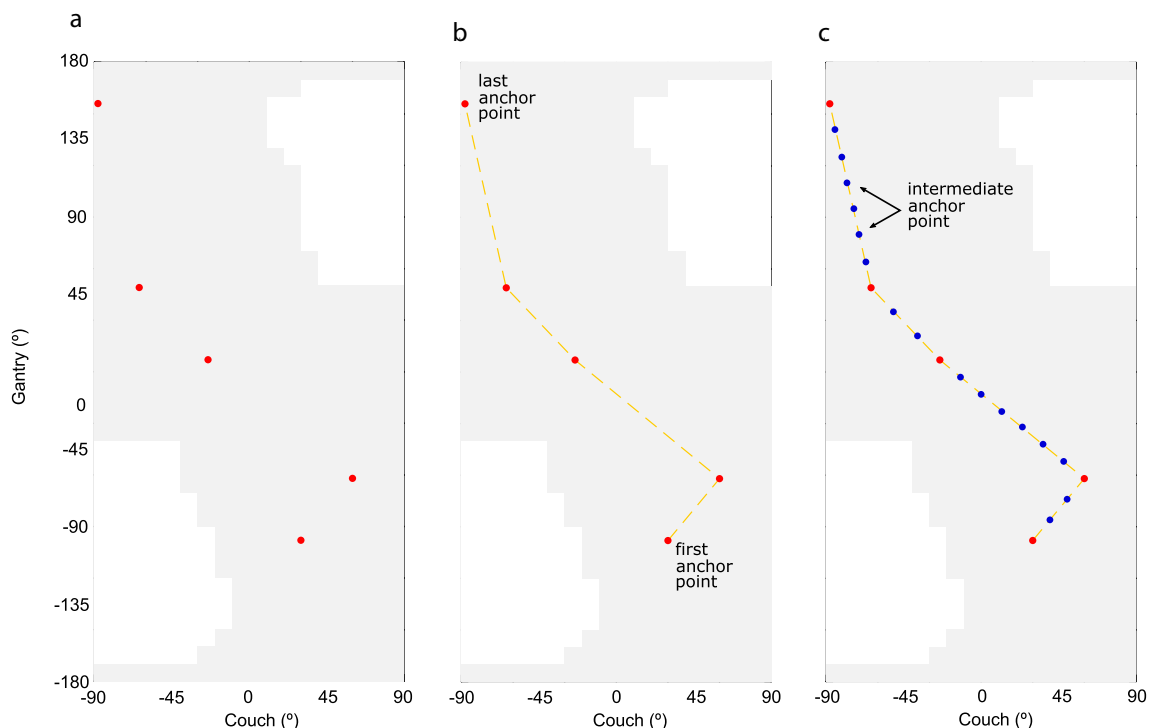 a
b
c
180
135
90
45
0
-45
-90
-135
-180
Gantry (º)
-90
-45
0
45
90
Couch (º)
last
anchor
point
first
anchor
point
-90
-45
0
45
90
Couch (º)
intermediate
anchor
point
-90
-45
0
45
90
Couch (º)